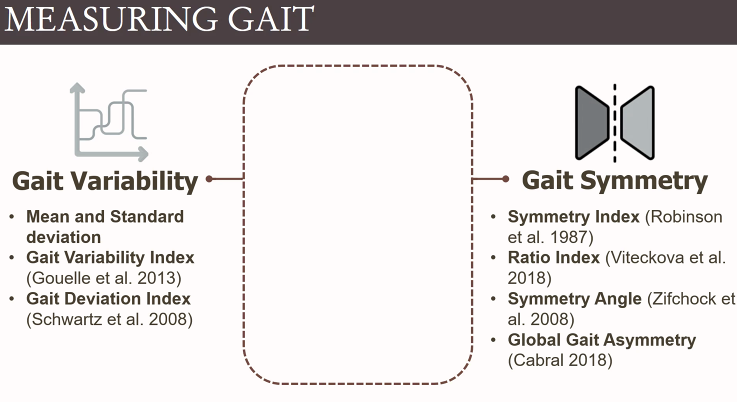 MEASURING GAIT
Gait Variability
• Mean and Standard
deviation
• Gait Variability Index
(Gouelle et al. 2013)
• Gait Deviation Index
(Schwartz et al. 2008)
Gait Symmetry
• Symmetry Index (Robinson
et al. 1987)
• Ratio Index (Viteckova et al.
2018)
• Symmetry Angle (Zifchock et
al. 2008)
• Global Gait Asymmetry
(Cabral 2018)